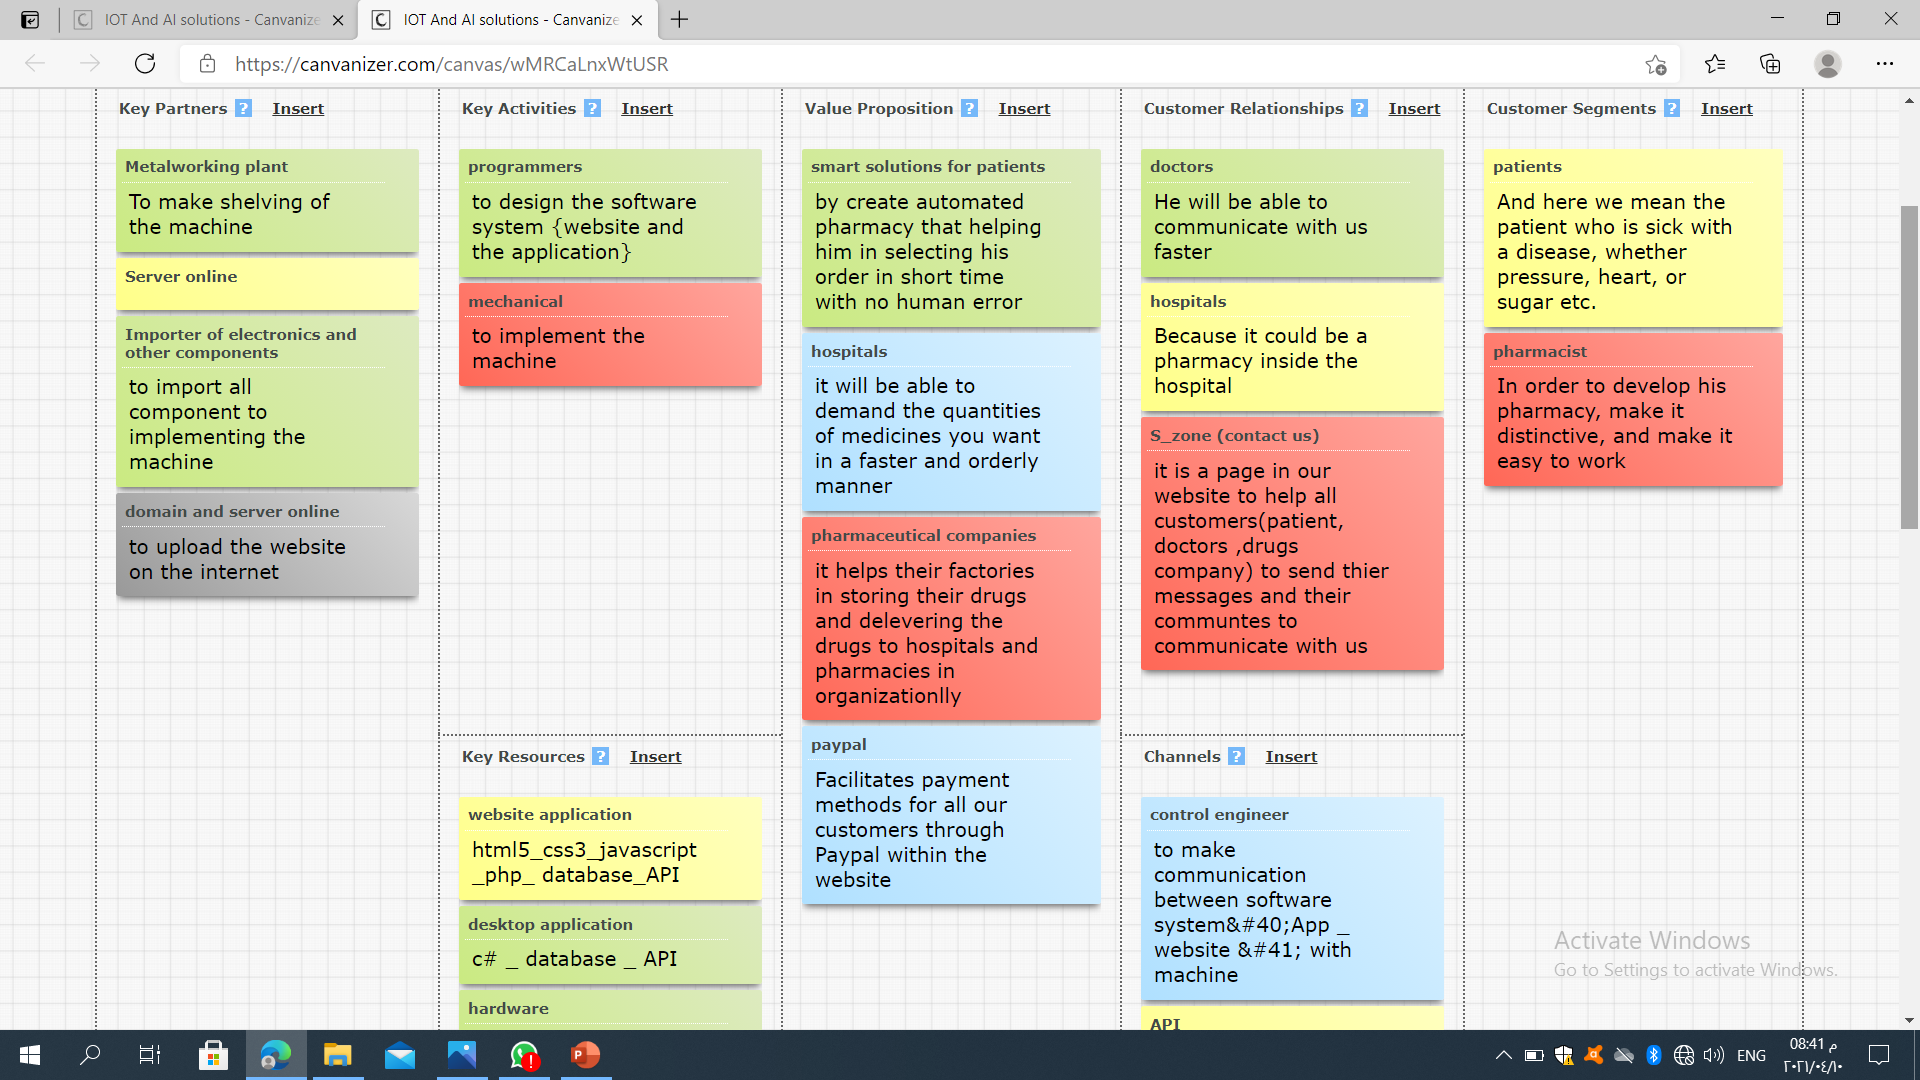 IOT And AI solutions - Canvanize
IOT And AI solutions - Canvanize
https://canvanizer.com/canvas/wMRCaLnxWtUSR
Key Partners ? Insert
Metalworking plant
To make shelving of
the machine
Server online
Importer of electronics and
other components
to import all
component to
implementing the
machine
domain and server online
to upload the website
on the internet
Key Activities ? Insert
programmers
to design the software
system {website and
the application}
mechanical
to implement the
machine
Key Resources ? Insert
website application
html5_css3_javascript
_php_ database_API
desktop application
c# _ database _ API
hardware
Value Proposition ? Insert
smart solutions for patients
by create automated
pharmacy that helping
him in selecting his
order in short time
with no human error
hospitals
it will be able to
demand the quantities
of medicines you want
in a faster and orderly
manner
pharmaceutical companies
it helps their factories
in storing their drugs
and delevering the
drugs to hospitals and
pharmacies in
organizationlly
paypal
Facilitates payment
methods for all our
customers through
Paypal within the
website
Customer Relationships ? Insert
doctors
He will be able to
communicate with us
faster
hospitals
Because it could be a
pharmacy inside the
hospital
S_zone (contact us)
it is a page in our
website to help all
customers(patient,
doctors ,drugs
company) to send thier
messages and their
communtes to
communicate with us
Channels ? Insert
control engineer
to make
communication
between software
system&#40;App _
website &#41; with
machine
API
Customer Segments ? Insert
patients
And here we mean the
patient who is sick with
a disease, whether
pressure, heart, or
sugar etc.
pharmacist
In order to develop his
pharmacy, make it
distinctive, and make it
easy to work
Activate Windows
Go to Settings to activate Windows.
ENG
08:41 م
٢٠٢١/٠٤/١٠